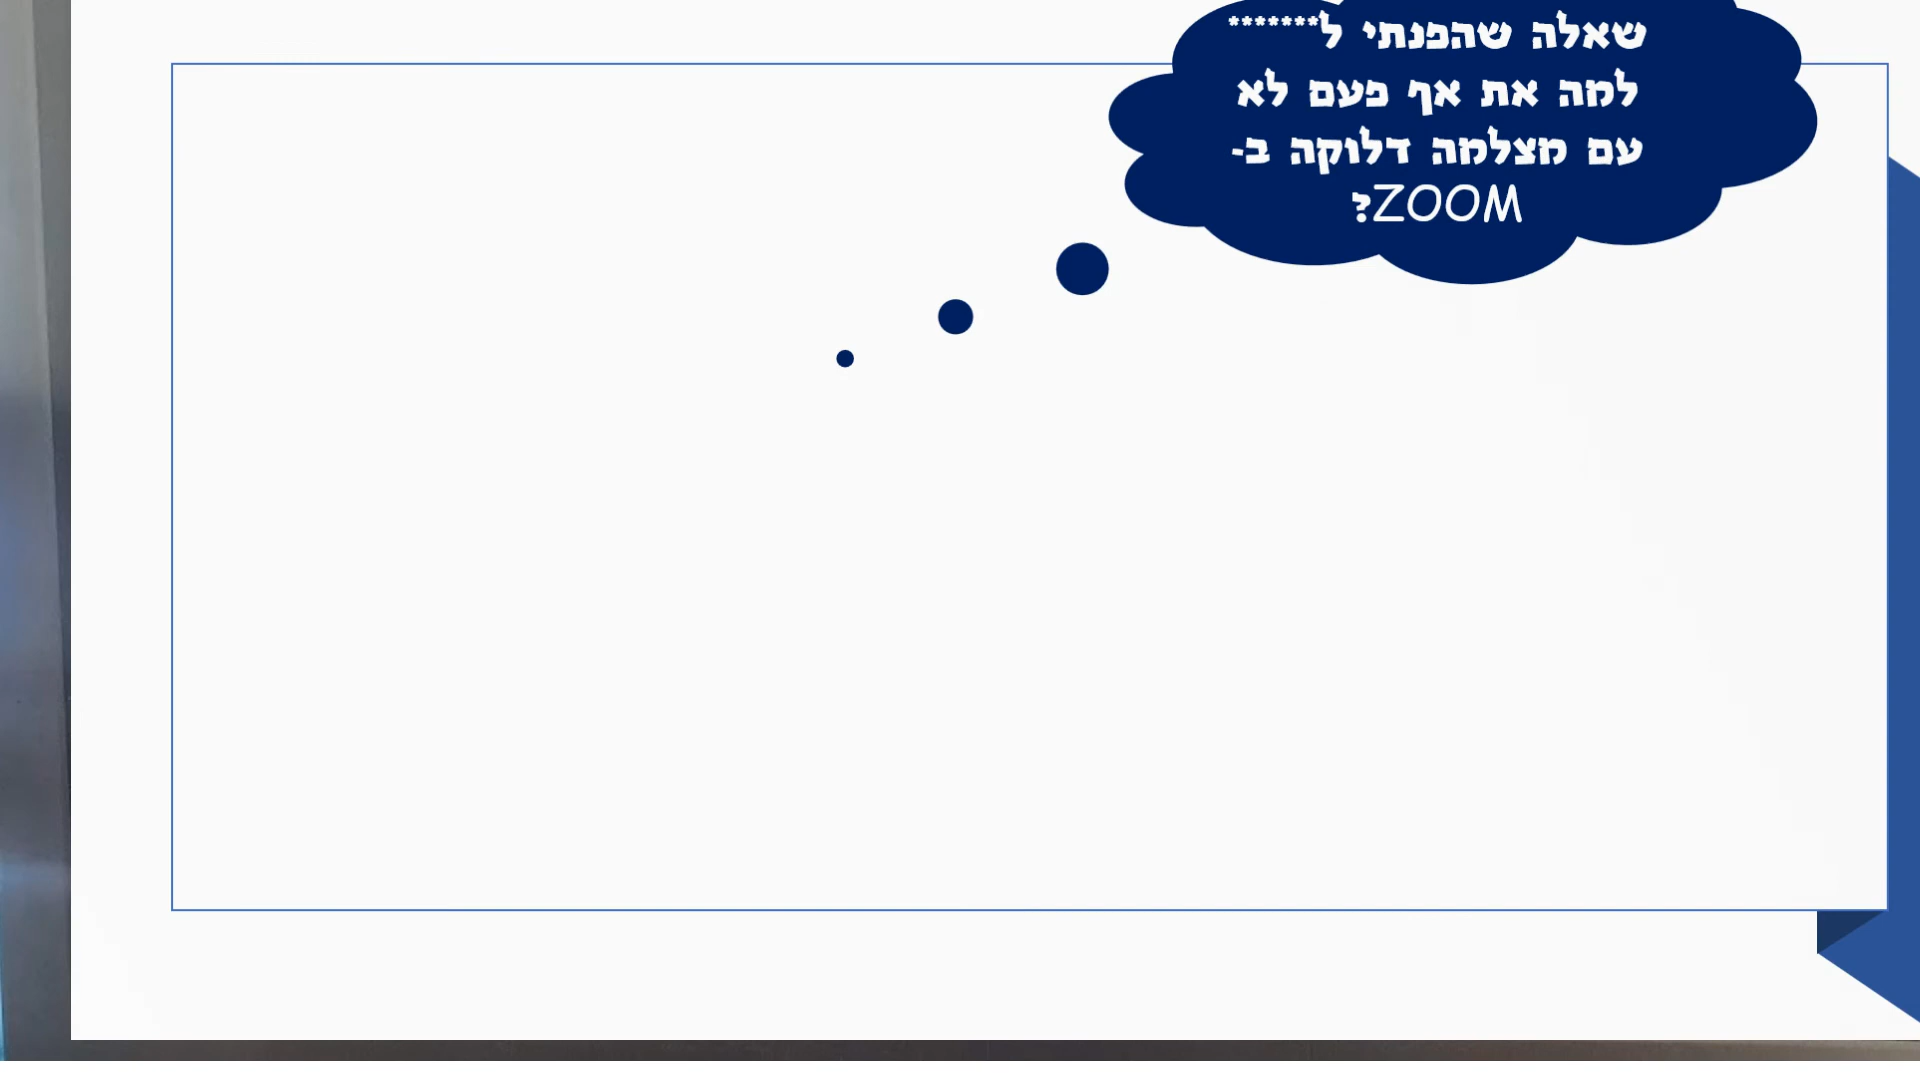 שאלה שהפנתי ל*******
למה את אף פעם לא
עם מצלמה דלוקה ב-
ZOOM?